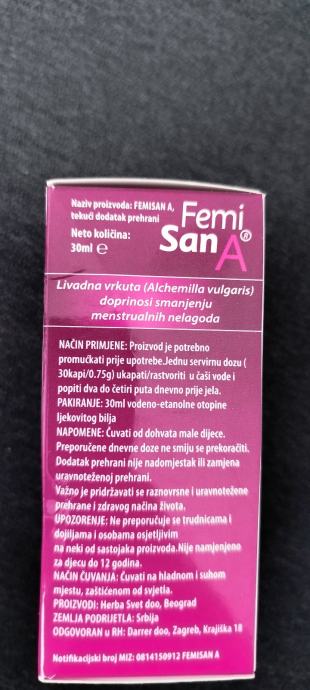 Naziv proizvoda: FEMISAN A,
tekući dodatak prehrani
Neto količina:
30ml ℮
Femi
San A®
Livadna vrkuta (Alchemilla vulgaris)
doprinosi smanjenju
menstrualnih nelagoda
NAČIN PRIMJENE: Proizvod je potrebno
promućkati prije upotrebe.Jednu servirnu dozu (
30kapi/0.75g) ukapati/rastvoriti u čaši vode i
popiti dva do četiri puta dnevno prije jela.
PAKIRANJE: 30ml vodeno-etanolne otopine
ljekovitog bilja
NAPOMENE: Čuvati od dohvata male dijece.
Preporučene dnevne doze ne smiju se prekoračiti.
Dodatak prehrani nije nadomjestak ili zamjena
uravnoteženoj prehrani.
Važno je pridržavati se raznovrsne i uravnotežene
prehrane i zdravog načina života.
UPOZORENJE: Ne preporučuje se trudnicama i
dojiljama i osobama osjetljivim
na neki od sastojaka proizvoda.Nije namjenjeno
za djecu do 12 godina.
NAČIN ČUVANJA: Čuvati na hladnom i suhom
mjestu, zaštićenom od svjetla.
PROIZVODI: Herba Svet doo, Beograd
ZEMLJA PODRIJETLA: Srbija
ODGOVORAN u RH: Darrer doo, Zagreb, Krajiška 18
Notifikacijski broj MIZ: 0814150912 FEMISAN A